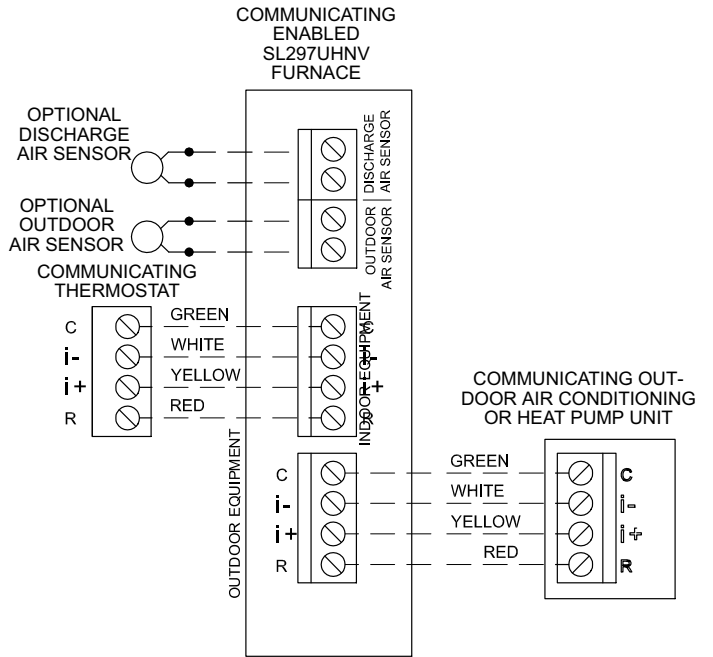 COMMUNICATING
ENABLED
SL297UHNV
FURNACE
OPTIONAL
DISCHARGE
AIR SENSOR
DISCHARGE
AIR SENSOR
OPTIONAL
OUTDOOR
AIR SENSOR
OUTDOOR
AIR SENSOR
COMMUNICATING
THERMOSTAT
C GREEN C
i- WHITE i-
i+ YELLOW i+
R RED R
INDOOR EQUIPMENT
COMMUNICATING OUT-
DOOR AIR CONDITIONING
OR HEAT PUMP UNIT
OUTDOOR EQUIPMENT
C GREEN C
i- WHITE i-
i+ YELLOW i+
R RED R